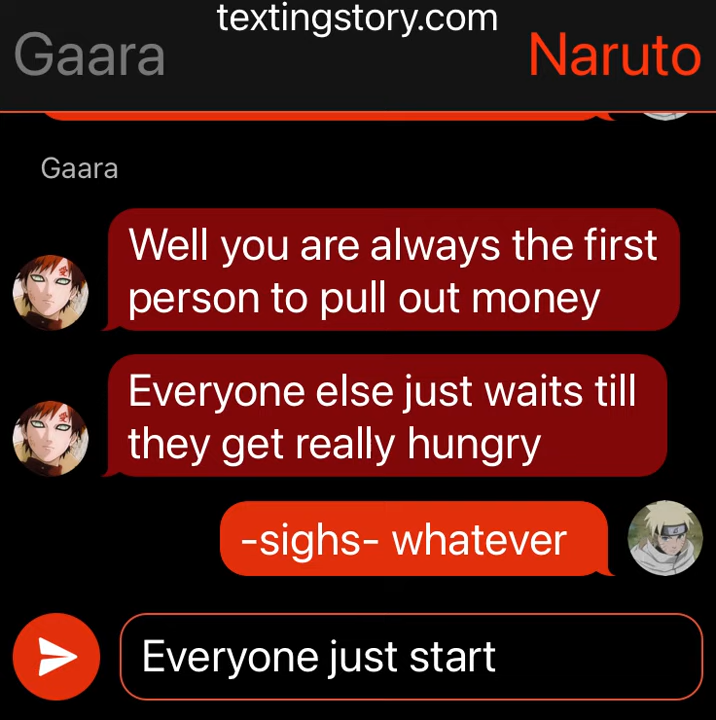 textingstory.com
Gaara
Naruto
Gaara
Well you are always the first
person to pull out money
Everyone else just waits till
they get really hungry
-sighs- whatever
Everyone just start